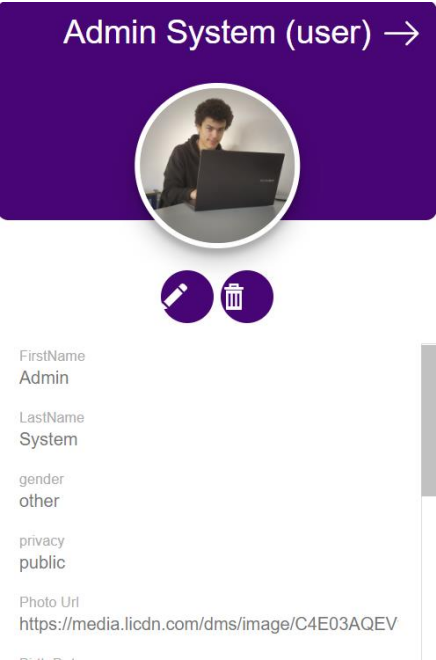 Admin System (user) →
FirstName
Admin
LastName
System
gender
other
privacy
public
Photo Url
https://media.licdn.com/dms/image/C4E03AQEV